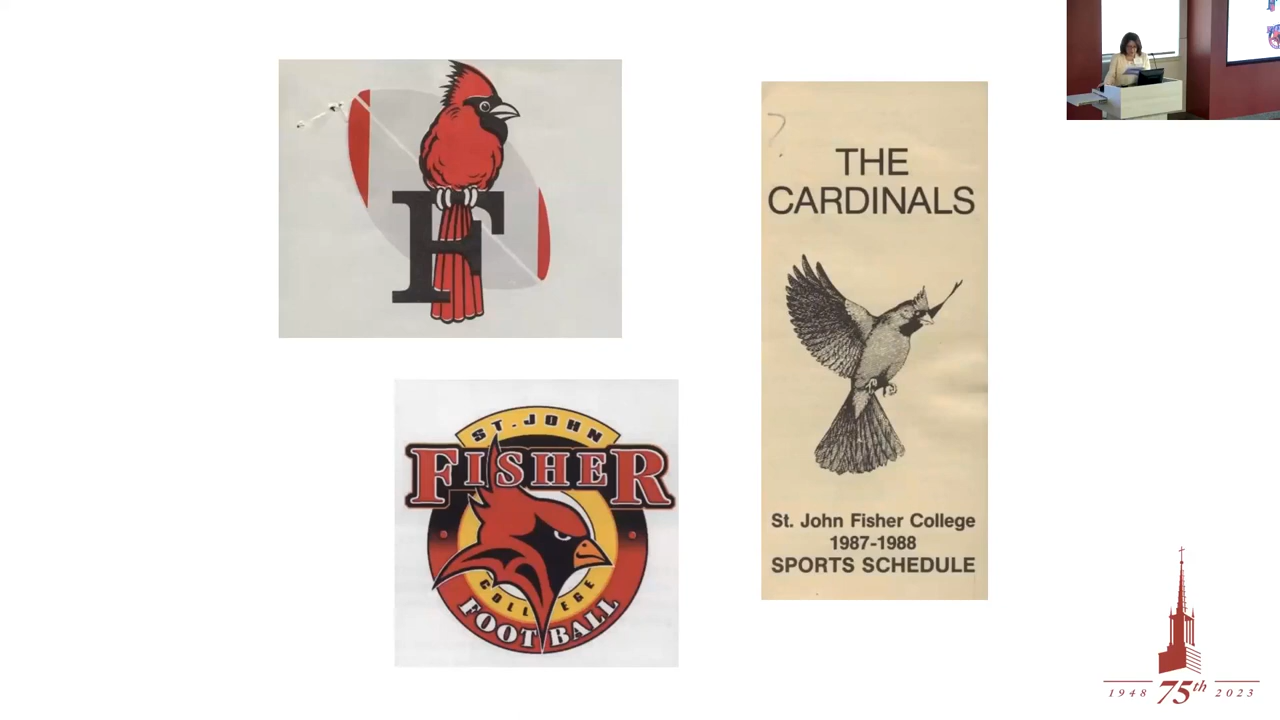 F
THE
CARDINALS
St. John Fisher College
1987-1988
SPORTS SCHEDULE
ST. JOHN
FISHER
COLLEGE
FOOTBALL
1948 75th 2023